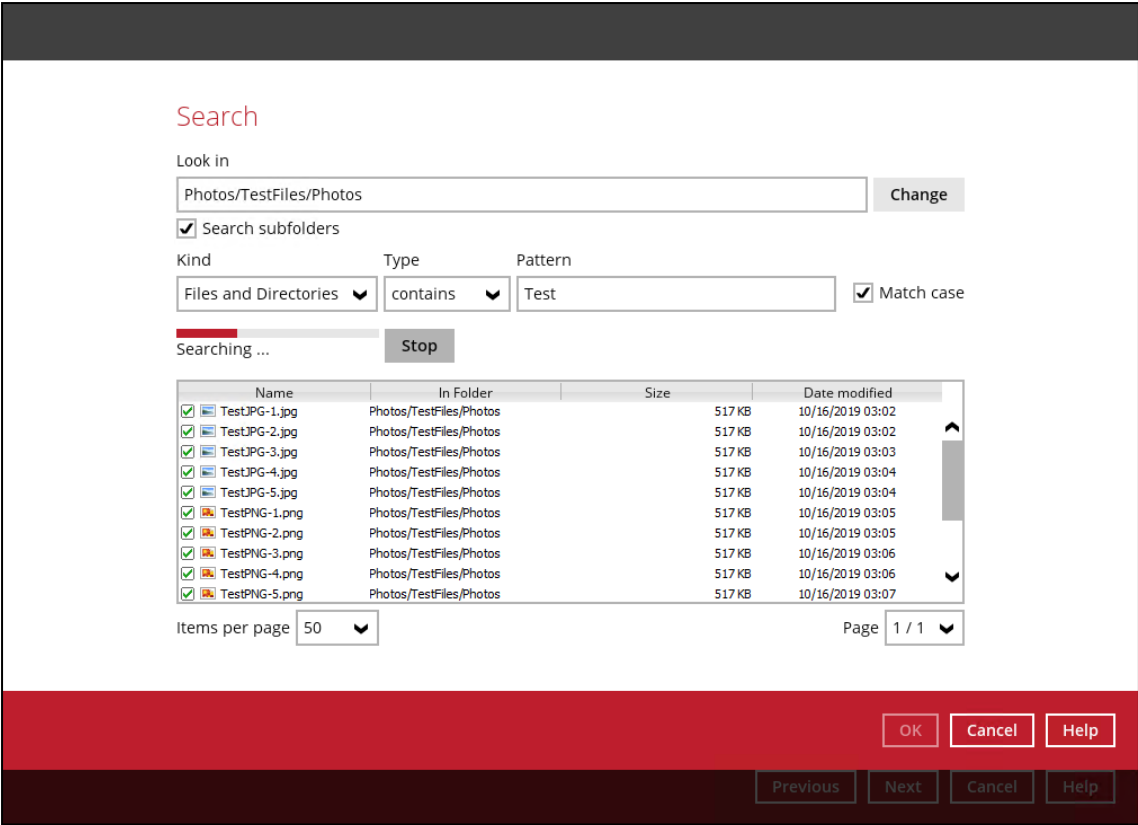 Search
Look in
Photos/TestFiles/Photos Change
Search subfolders
Kind Type Pattern
Files and Directories contains Test Match case
Searching ... Stop
Name In Folder Size Date modified
TestJPG-1.jpg Photos/TestFiles/Photos 517 KB 10/16/2019 03:02
TestJPG-2.jpg Photos/TestFiles/Photos 517 KB 10/16/2019 03:02
TestJPG-3.jpg Photos/TestFiles/Photos 517 KB 10/16/2019 03:03
TestJPG-4.jpg Photos/TestFiles/Photos 517 KB 10/16/2019 03:04
TestJPG-5.jpg Photos/TestFiles/Photos 517 KB 10/16/2019 03:04
TestPNG-1.png Photos/TestFiles/Photos 517 KB 10/16/2019 03:05
TestPNG-2.png Photos/TestFiles/Photos 517 KB 10/16/2019 03:05
TestPNG-3.png Photos/TestFiles/Photos 517 KB 10/16/2019 03:06
TestPNG-4.png Photos/TestFiles/Photos 517 KB 10/16/2019 03:06
TestPNG-5.png Photos/TestFiles/Photos 517 KB 10/16/2019 03:07
Items per page 50 Page 1 / 1
OK Cancel Help
Previous Next Cancel Help